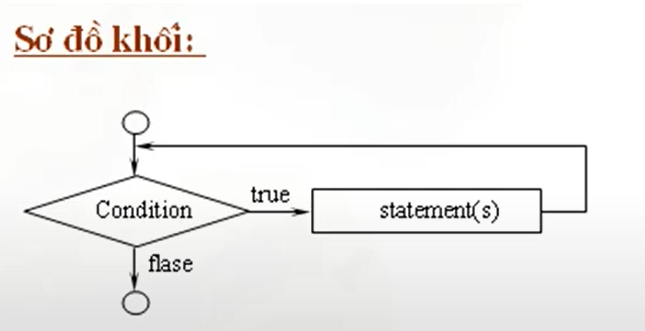 Sơ đồ khối:
true
Condition
statement(s)
flase